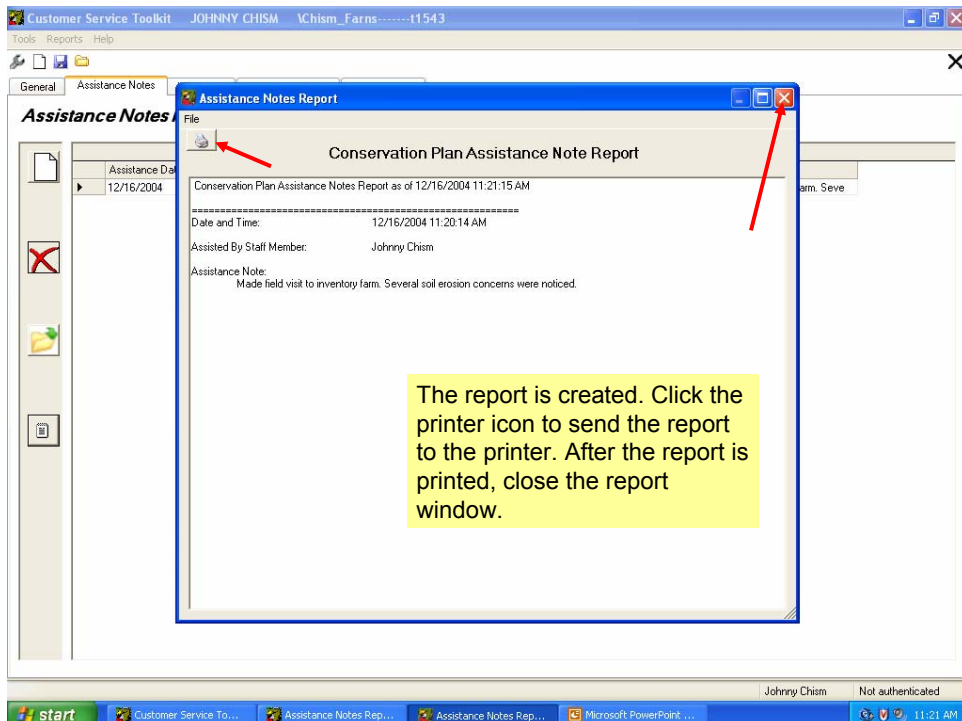 Customer Service Toolkit JOHNNY CHISM \Chism_Farns-------t1543
Tools Reports Help
General Assistance Notes
Assistance Notes
Assistance Notes Report
File
Conservation Plan Assistance Note Report
Assistance Da
12/16/2004
arm. Seve
Conservation Plan Assistance Notes Report as of 12/16/2004 11:21:15 AM
==========================================================
Date and Time: 12/16/2004 11:20:14 AM
Assisted By Staff Member: Johnny Chism
Assistance Note:
Made field visit to inventory farm. Several soil erosion concerns were noticed.
The report is created. Click the
printer icon to send the report
to the printer. After the report is
printed, close the report
window.
Johnny Chism Not authenticated
start Customer Service To... Assistance Notes Rep... Assistance Notes Rep... Microsoft PowerPoint ... 11:21 AM